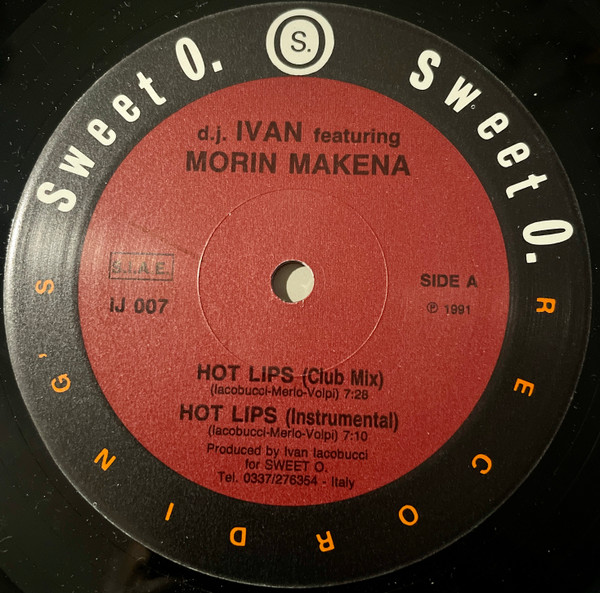 Sweet O.
S.
Sweet O.
d.j. IVAN featuring
MORIN MAKENA
S.I.A.E.
IJ 007
SIDE A
℗ 1991
HOT LIPS (Club Mix)
(Iacobucci-Merlo-Volpi) 7:28
HOT LIPS (Instrumental)
(Iacobucci-Merlo-Volpi) 7:10
Produced by Ivan Iacobucci
for SWEET O.
Tel. 0337/276354 - Italy
RECORDING'S